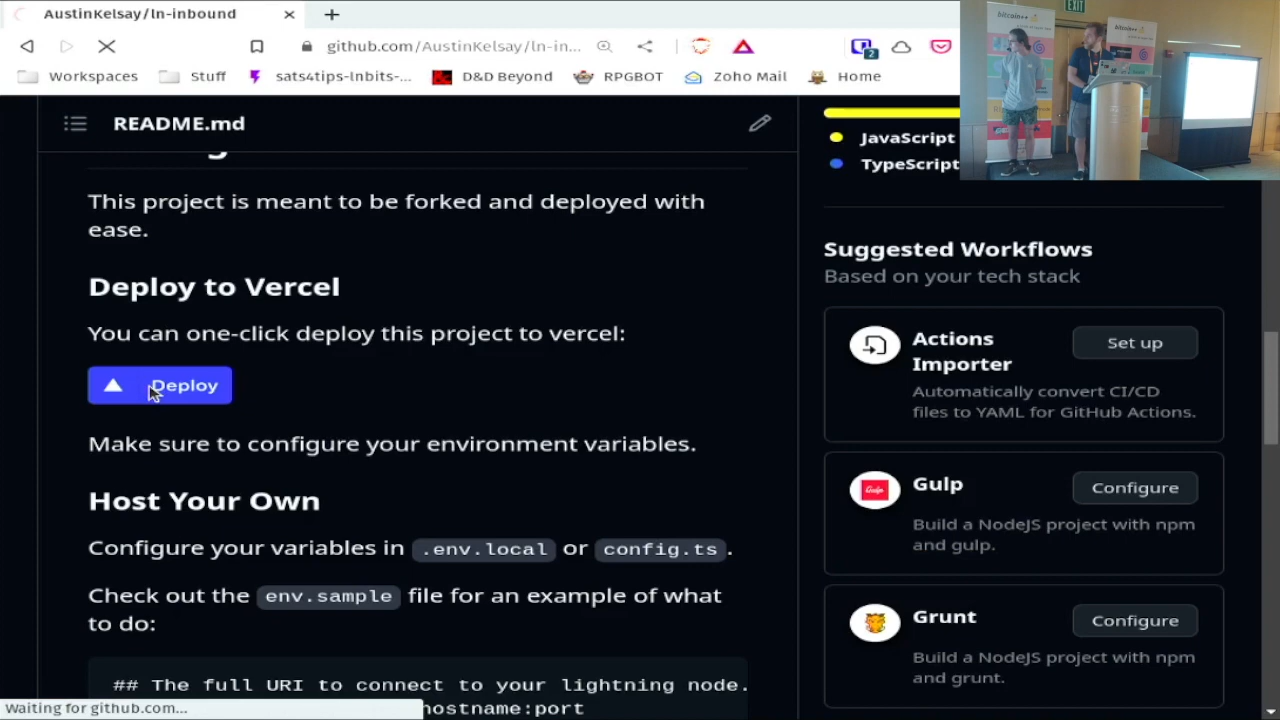 AustinKelsay/ln-inbound
github.com/AustinKelsay/ln-in...
2
Workspaces
Stuff
sats4tips-lnbits-...
D&D Beyond
RPGBOT
Zoho Mail
Home
EXIT
bitcoin++
bitcoin++
README.md
This project is meant to be forked and deployed with
ease.
Deploy to Vercel
You can one-click deploy this project to vercel:
Deploy
Make sure to configure your environment variables.
Host Your Own
Configure your variables in .env.local or config.ts.
Check out the env.sample file for an example of what
to do:
## The full URI to connect to your lightning node.
hostname:port
Waiting for github.com...
JavaScript
TypeScript
Suggested Workflows
Based on your tech stack
Actions
Importer
Set up
Automatically convert CI/CD
files to YAML for GitHub Actions.
Gulp
Gulp
Configure
Build a NodeJS project with npm
and gulp.
Grunt
Configure
Build a NodeJS project with npm
and grunt.